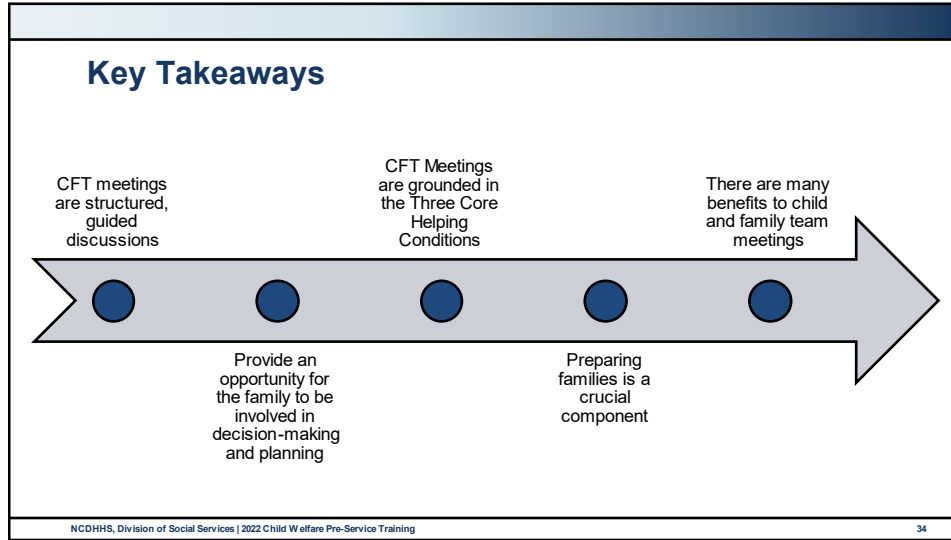 Key Takeaways
CFT meetings
are structured,
guided
discussions
Provide an
opportunity for
the family to be
involved in
decision-making
and planning
CFT Meetings
are grounded in
the Three Core
Helping
Conditions
Preparing
families is a
crucial
component
There are many
benefits to child
and family team
meetings
NCDHHS, Division of Social Services | 2022 Child Welfare Pre-Service Training
34